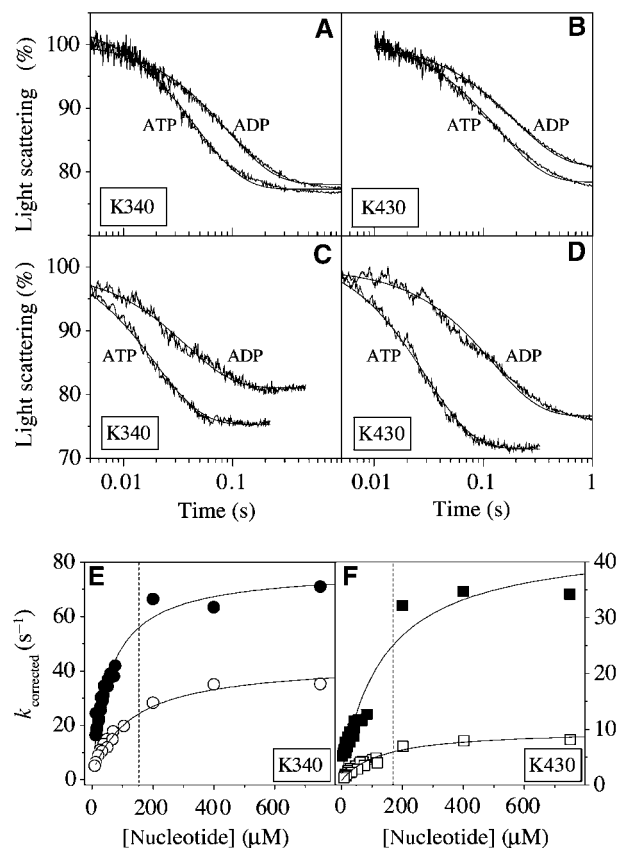 A
B
100
90
80
Light scattering (%)
ATP
ADP
ATP
ADP
K340
K430
C
D
100
90
80
70
Light scattering (%)
ATP
ADP
ATP
ADP
K340
K430
0.01 0.1 0.01 0.1 1
Time (s) Time (s)
E
F
80
60
40
20
0
k corrected (s⁻¹)
40
30
20
10
0
K340
K430
0 200 400 600 0 200 400 600 800
[Nucleotide] (μM) [Nucleotide] (μM)